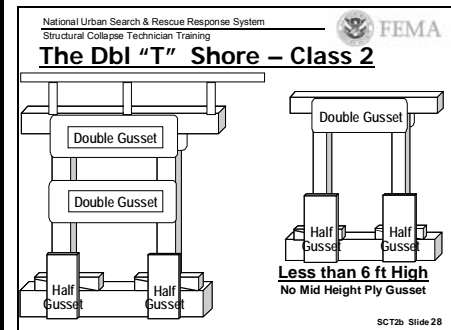 National Urban Search & Rescue Response System
Structural Collapse Technician Training
FEMA
The Dbl "T" Shore – Class 2
Double Gusset
Double Gusset
Half
Gusset
Half
Gusset
Double Gusset
Half
Gusset
Half
Gusset
Less than 6 ft High
No Mid Height Ply Gusset
SCT2b Slide 28